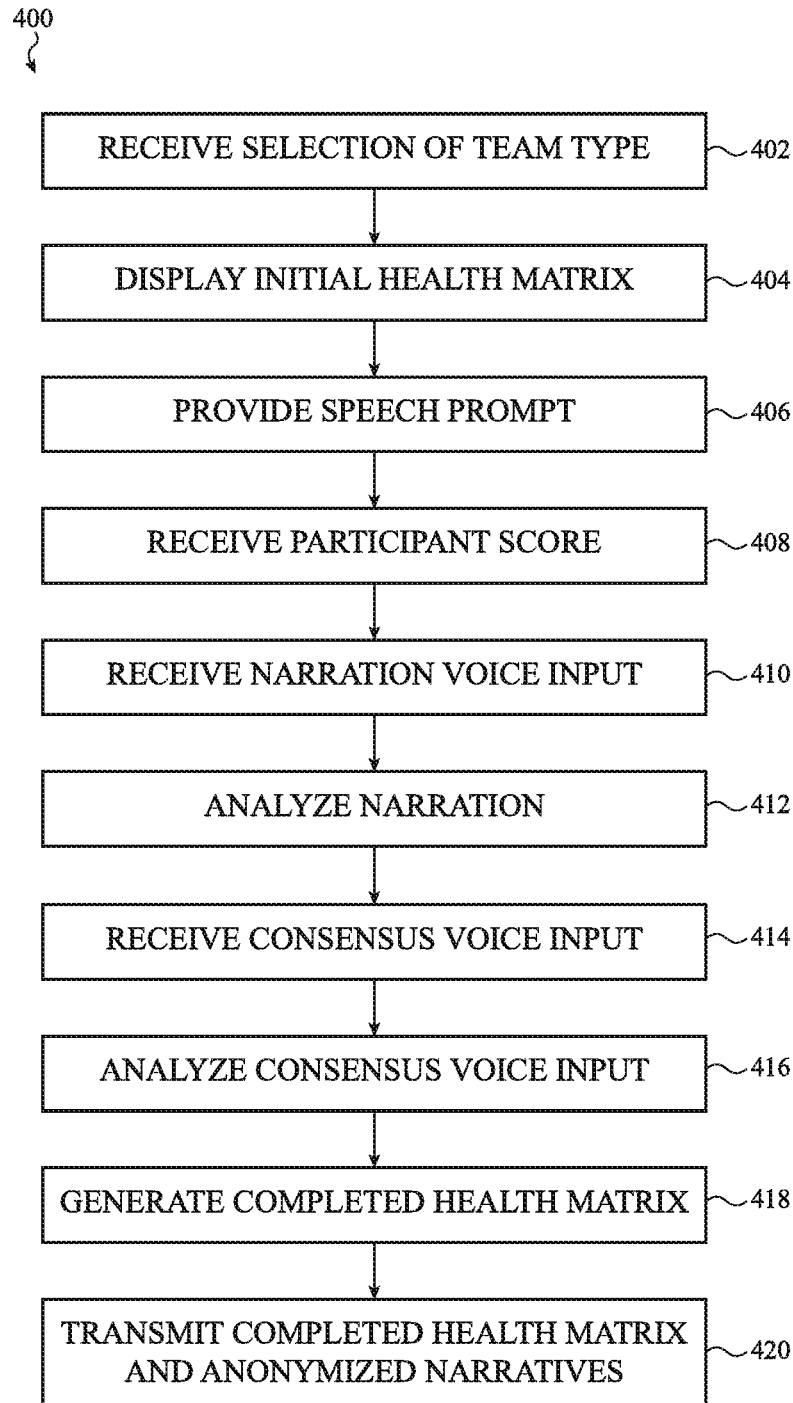 400
RECEIVE SELECTION OF TEAM TYPE 402
DISPLAY INITIAL HEALTH MATRIX 404
PROVIDE SPEECH PROMPT 406
RECEIVE PARTICIPANT SCORE 408
RECEIVE NARRATION VOICE INPUT 410
ANALYZE NARRATION 412
RECEIVE CONSENSUS VOICE INPUT 414
ANALYZE CONSENSUS VOICE INPUT 416
GENERATE COMPLETED HEALTH MATRIX 418
TRANSMIT COMPLETED HEALTH MATRIX
AND ANONYMIZED NARRATIVES 420